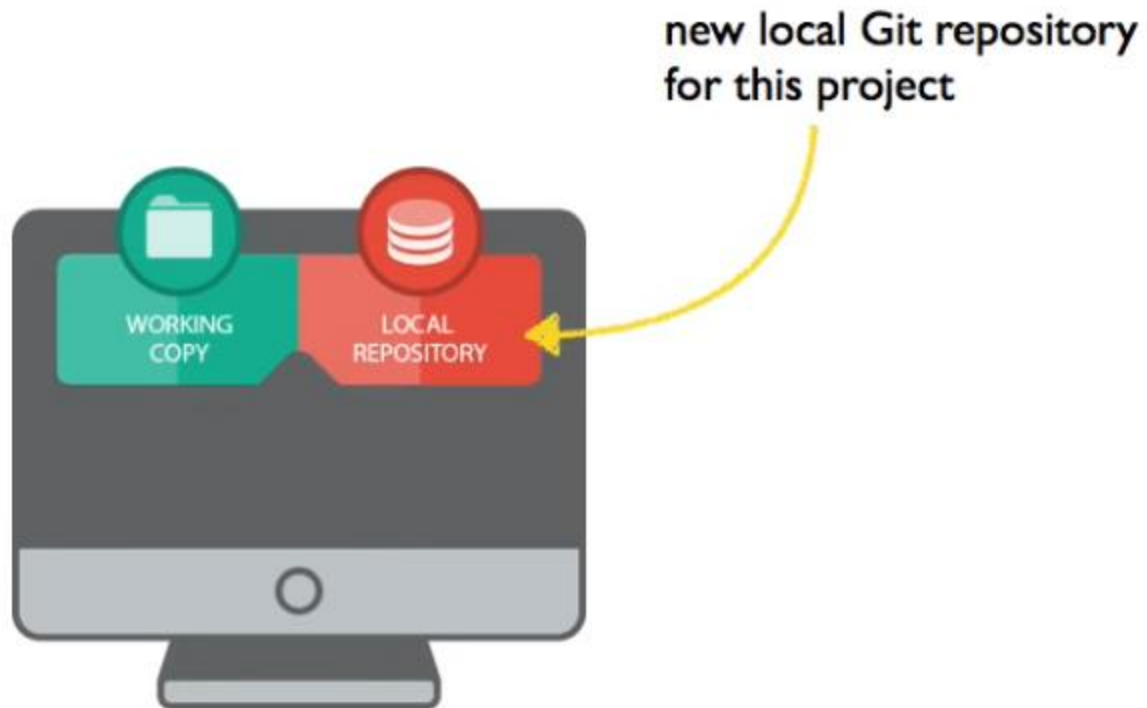 new local Git repository
for this project
WORKING
COPY
LOCAL
REPOSITORY